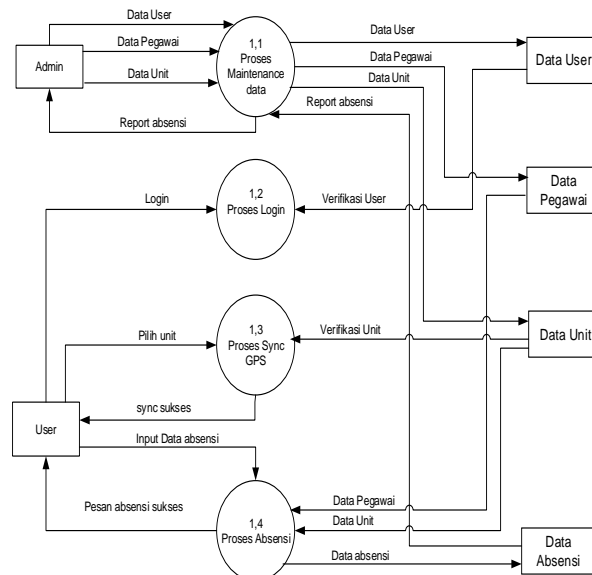 Data User
Data Pegawai
Data Unit
Admin
Report absensi
1,1
Proses
Maintenance
data
Data User
Data Pegawai
Data Unit
Report absensi
Data User
Data
Pegawai
Login
1,2
Proses Login
Verifikasi User
Pilih unit
1,3
Proses Sync
GPS
Verifikasi Unit
Data Unit
sync sukses
User
Input Data absensi
Pesan absensi sukses
1,4
Proses Absensi
Data Pegawai
Data Unit
Data absensi
Data
Absensi